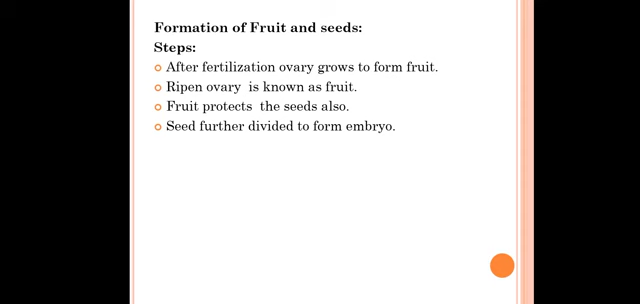 Formation of Fruit and seeds:
Steps:
After fertilization ovary grows to form fruit.
Ripen ovary is known as fruit.
Fruit protects the seeds also.
Seed further divided to form embryo.